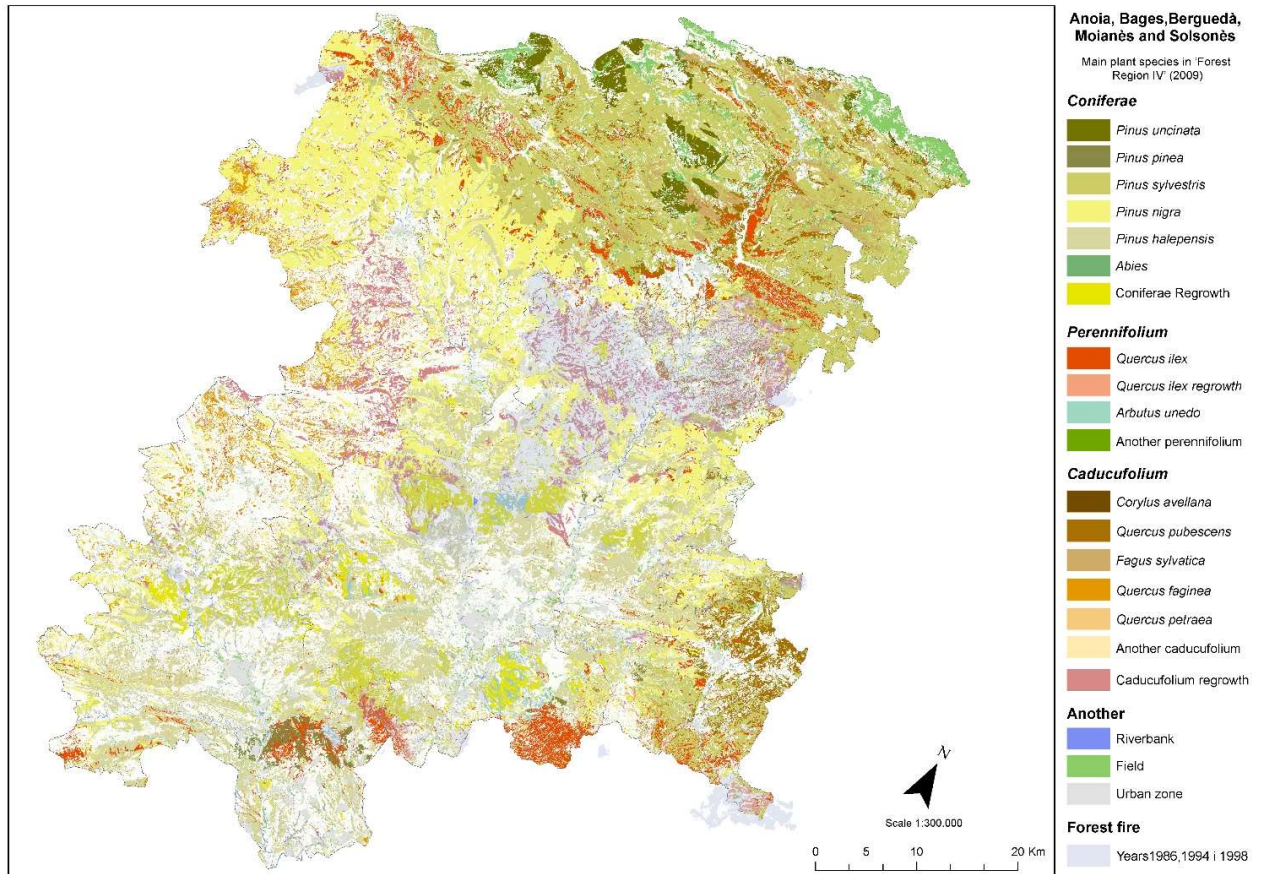 Anoia, Bages,Berguedà,
Moianès and Solsonès
Main plant species in 'Forest
Region IV' (2009)
Coniferae
Pinus uncinata
Pinus pinea
Pinus sylvestris
Pinus nigra
Pinus halepensis
Abies
Coniferae Regrowth
Perennifolium
Quercus ilex
Quercus ilex regrowth
Arbutus unedo
Another perennifolium
Caducufolium
Corylus avellana
Quercus pubescens
Fagus sylvatica
Quercus faginea
Quercus petraea
Another caducufolium
Caducufolium regrowth
Another
Riverbank
Field
Urban zone
Forest fire
Years1986,1994 i 1998
N
Scale 1:300.000
0 5 10 20 Km